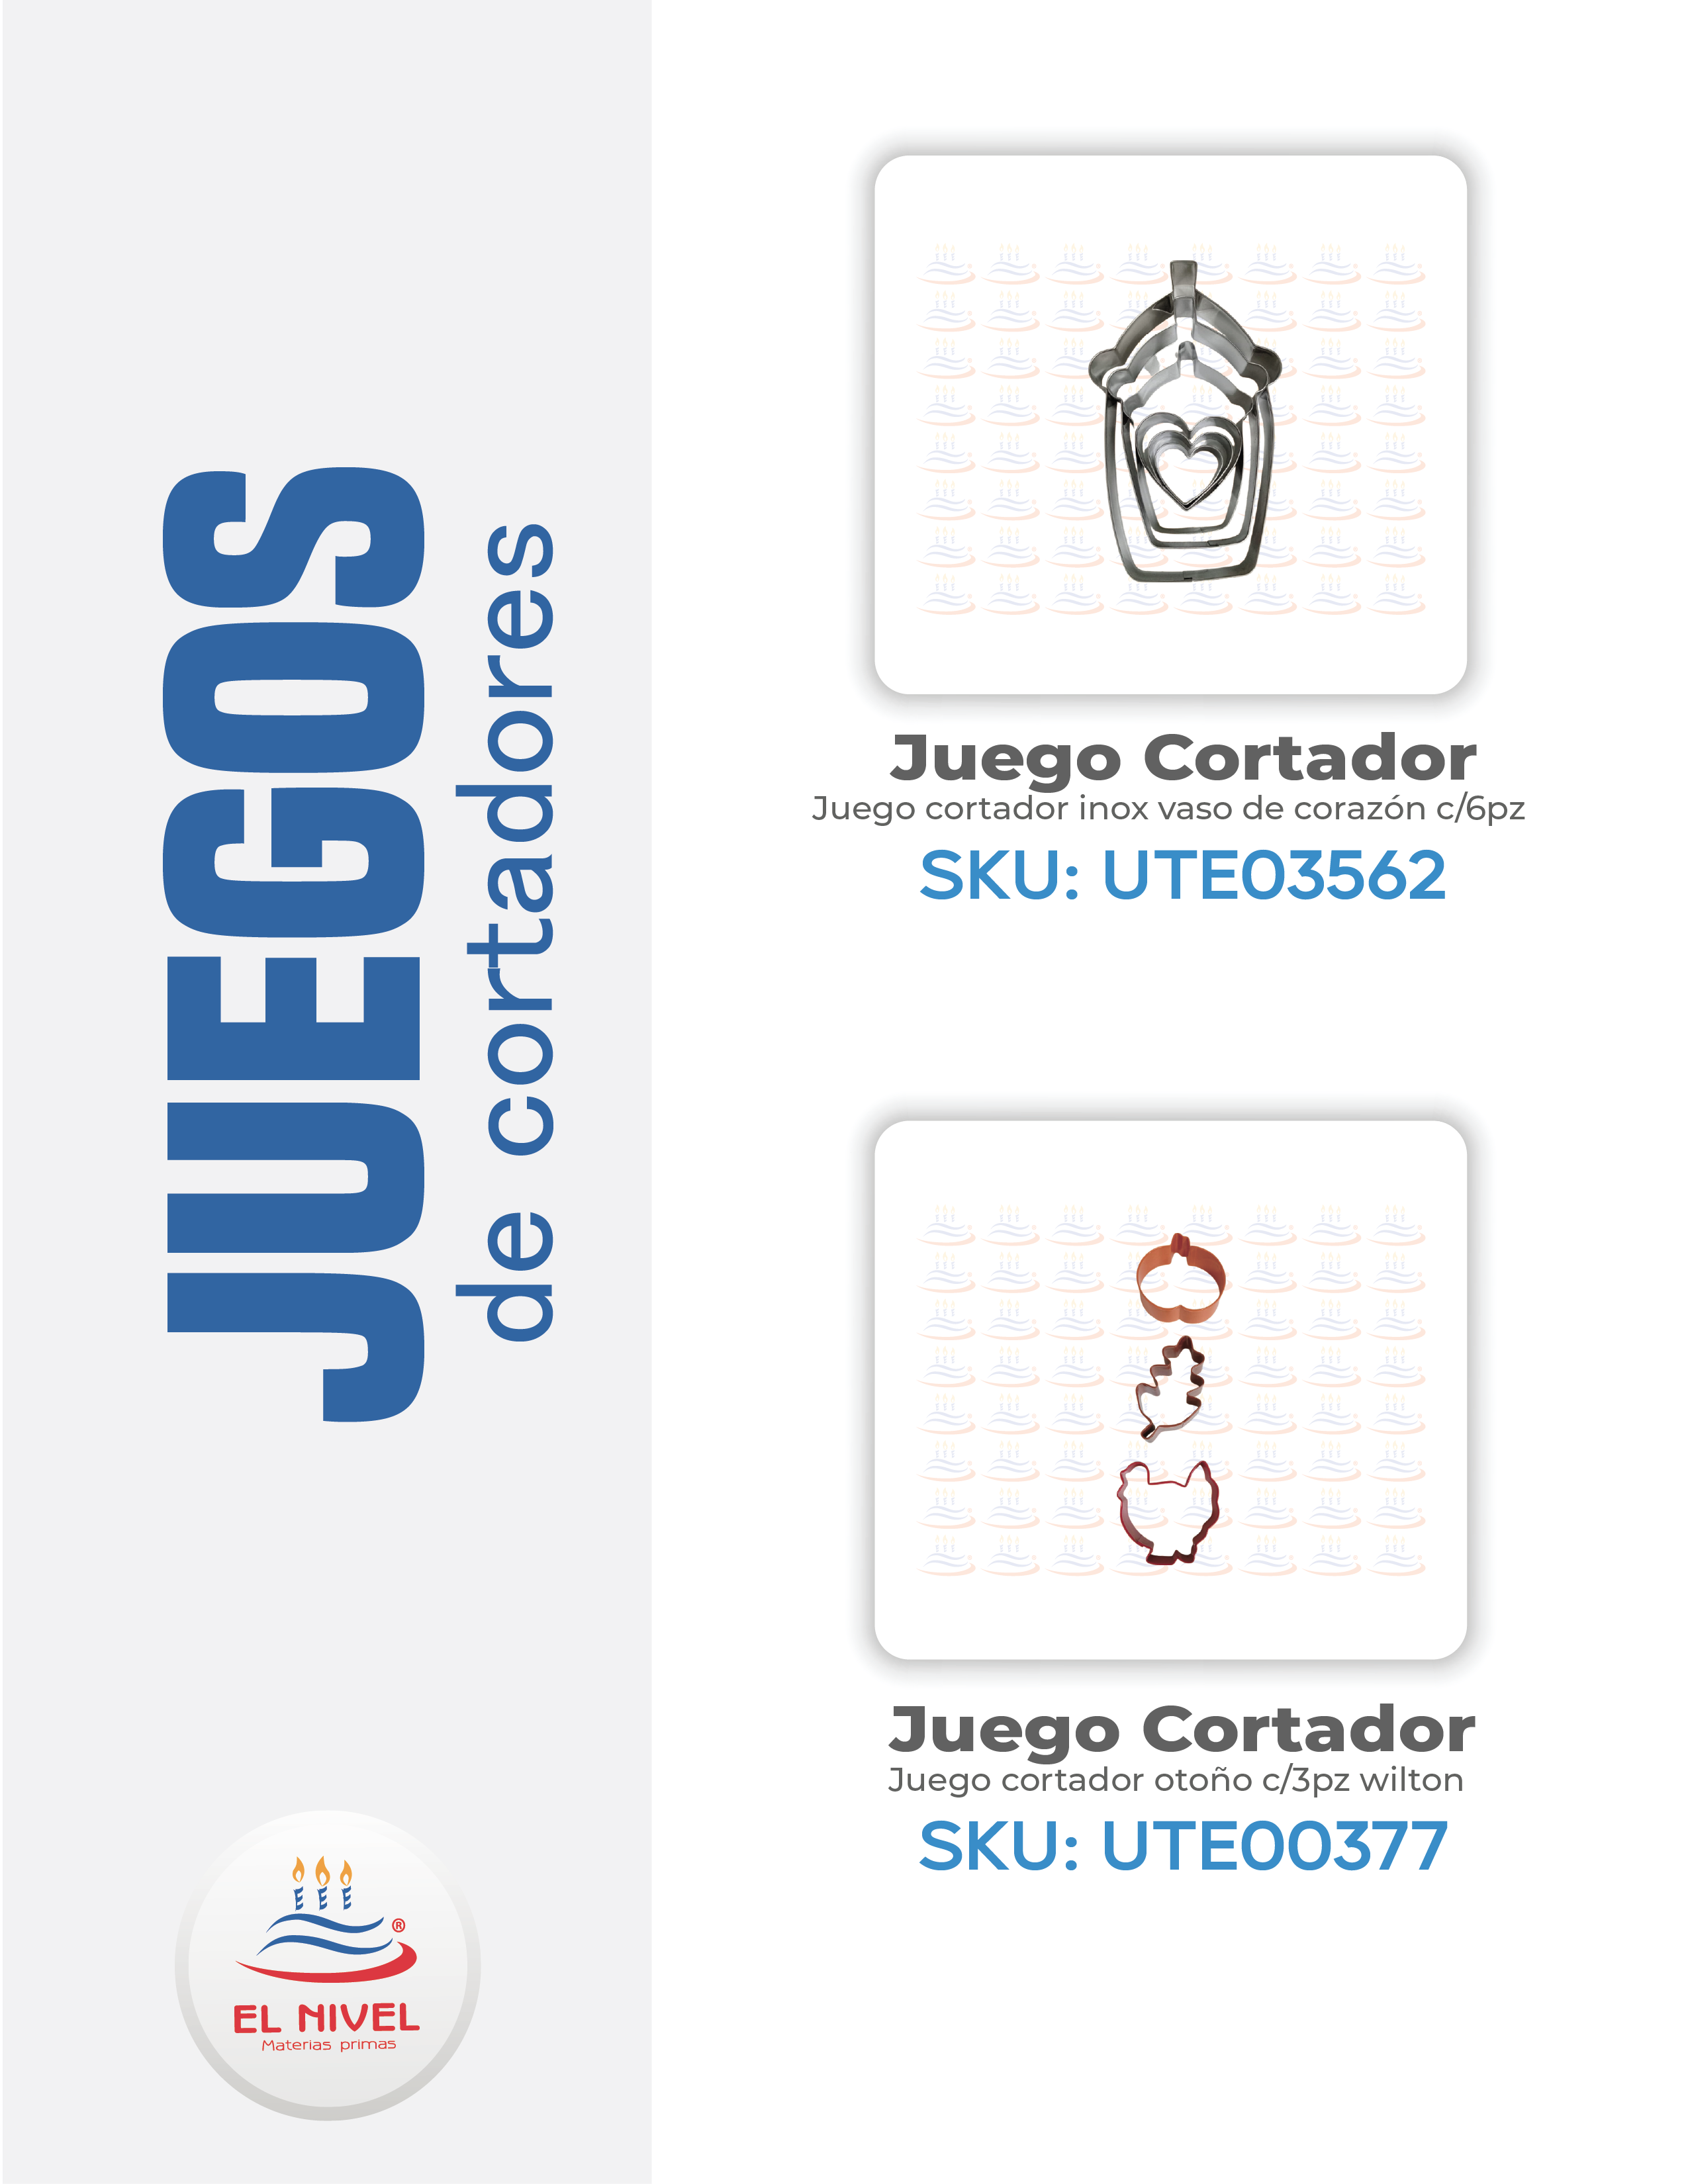 JUEGOS
de cortadores
Juego Cortador
Juego cortador inox vaso de corazón c/6pz
SKU: UTE03562
Juego Cortador
Juego cortador otoño c/3pz wilton
SKU: UTE00377
®
EL NIVEL
Materias primas